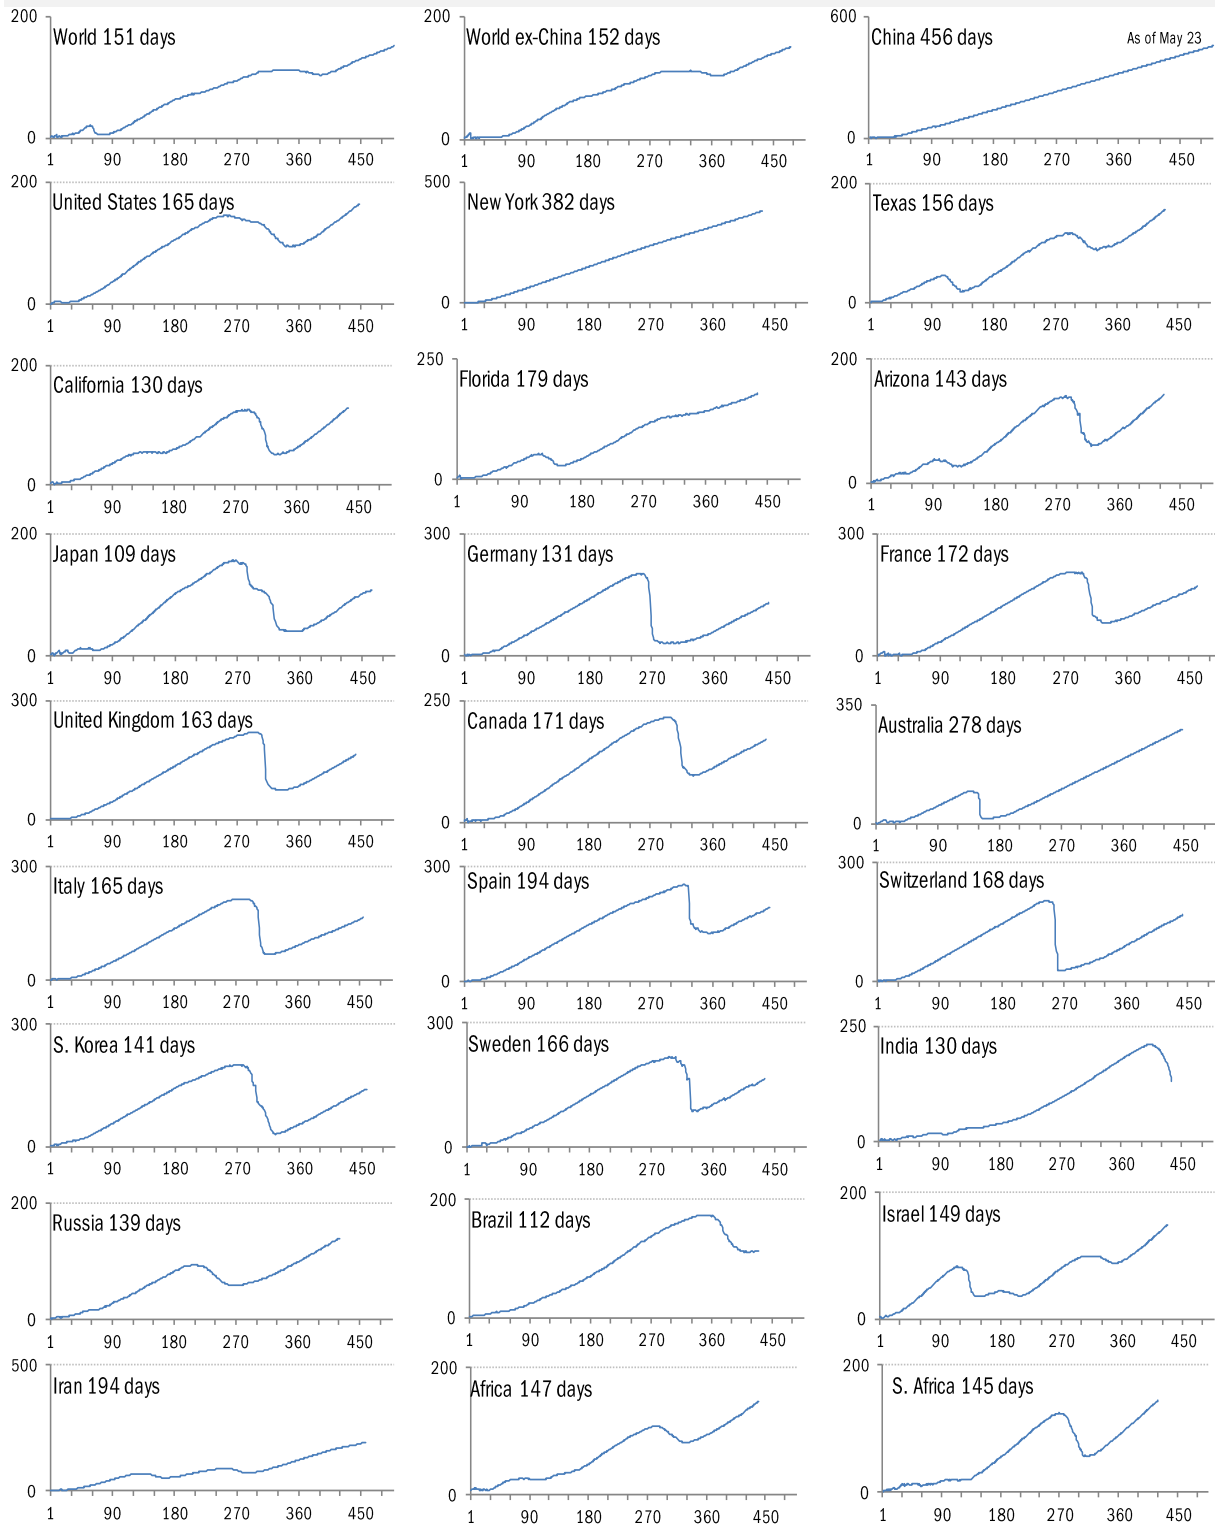 200 200 600
World 151 days World ex-China 152 days China 456 days As of May 23
0 0 0
1 90 180 270 360 450 1 90 180 270 360 450 1 90 180 270 360 450
200 500 200
United States 165 days New York 382 days Texas 156 days
0 0 0
1 90 180 270 360 450 1 90 180 270 360 450 1 90 180 270 360 450
200 250 200
California 130 days Florida 179 days Arizona 143 days
0 0 0
1 90 180 270 360 450 1 90 180 270 360 450 1 90 180 270 360 450
200 300 300
Japan 109 days Germany 131 days France 172 days
0 0 0
1 90 180 270 360 450 1 90 180 270 360 450 1 90 180 270 360 450
300 250 350
United Kingdom 163 days Canada 171 days Australia 278 days
0 0 0
1 90 180 270 360 450 1 90 180 270 360 450 1 90 180 270 360 450
300 300 300
Italy 165 days Spain 194 days Switzerland 168 days
0 0 0
1 90 180 270 360 450 1 90 180 270 360 450 1 90 180 270 360 450
300 300 250
S. Korea 141 days Sweden 166 days India 130 days
0 0 0
1 90 180 270 360 450 1 90 180 270 360 450 1 90 180 270 360 450
200 200 200
Russia 139 days Brazil 112 days Israel 149 days
0 0 0
1 90 180 270 360 450 1 90 180 270 360 450 1 90 180 270 360 450
500 200 200
Iran 194 days Africa 147 days S. Africa 145 days
0 0 0
1 90 180 270 360 450 1 90 180 270 360 450 1 90 180 270 360 450